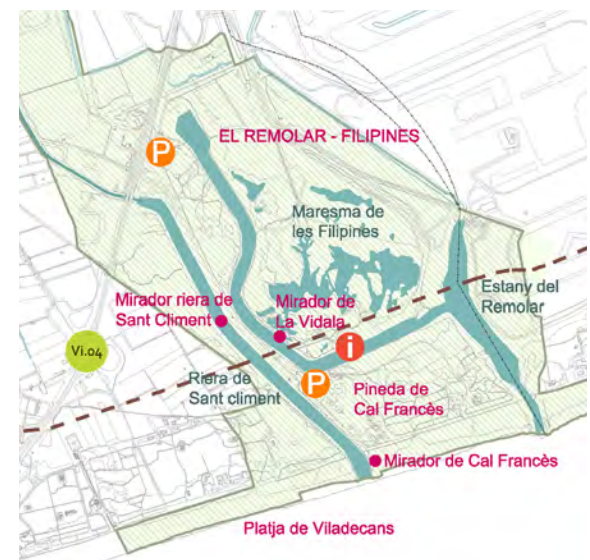 EL REMOLAR - FILIPINES
P
Maresma de
les Filipines
Estany del
Remolar
Mirador riera de
Sant Climent
Mirador de
La Vidala
Vi.04
i
Riera de
Sant climent
P
Pineda de
Cal Francès
Mirador de Cal Francès
Platja de Viladecans